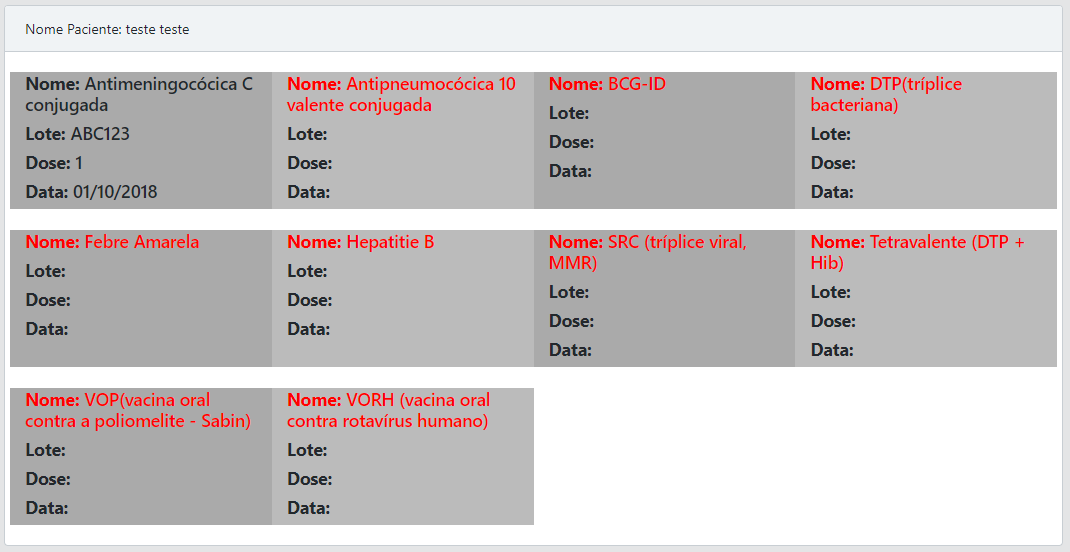 Nome Paciente: teste teste
Nome: Antimeningocócica C
conjugada
Lote: ABC123
Dose: 1
Data: 01/10/2018
Nome: Antipneumocócica 10
valente conjugada
Lote:
Dose:
Data:
Nome: BCG-ID
Lote:
Dose:
Data:
Nome: DTP(tríplice
bacteriana)
Lote:
Dose:
Data:
Nome: Febre Amarela
Lote:
Dose:
Data:
Nome: Hepatitie B
Lote:
Dose:
Data:
Nome: SRC (tríplice viral,
MMR)
Lote:
Dose:
Data:
Nome: Tetravalente (DTP +
Hib)
Lote:
Dose:
Data:
Nome: VOP(vacina oral
contra a poliomelite - Sabin)
Lote:
Dose:
Data:
Nome: VORH (vacina oral
contra rotavírus humano)
Lote:
Dose:
Data: